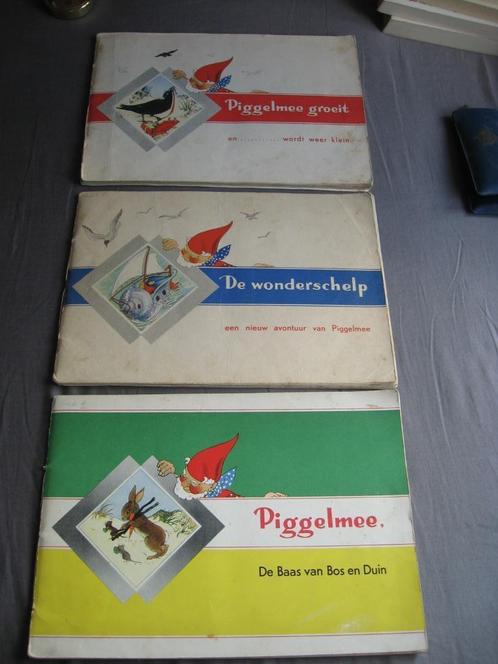 Piggelmee groeit
en............wordt weer klein.
De wonderschelp
een nieuw avontuur van Piggelmee
Piggelmee.
De Baas van Bos en Duin